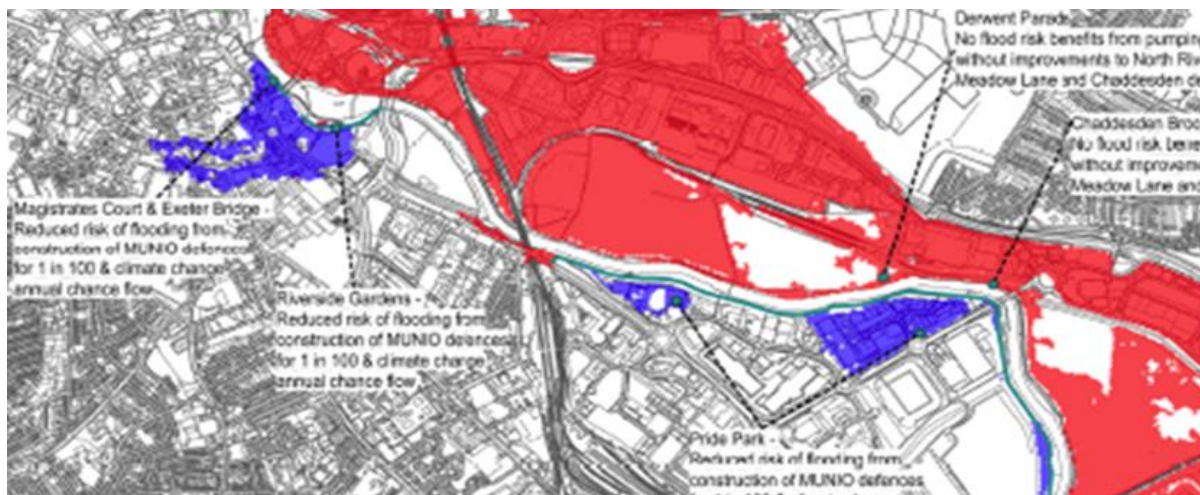 Derwent Parade
No flood risk benefits from pumping
without improvements to North Riv
Meadow Lane and Chaddesden de
Chaddesden Broo
No flood risk bene
without improvem
Meadow Lane and
Magistrates Court & Exeter Bridge -
Reduced risk of flooding from
construction of MUNIO defences
for 1 in 100 & climate change
annual chance flow
Riverside Gardens -
Reduced risk of flooding from
construction of MUNIO defences
for 1 in 100 & climate change
annual chance flow
Pride Park -
Reduced risk of flooding from
construction of MUNIO defences